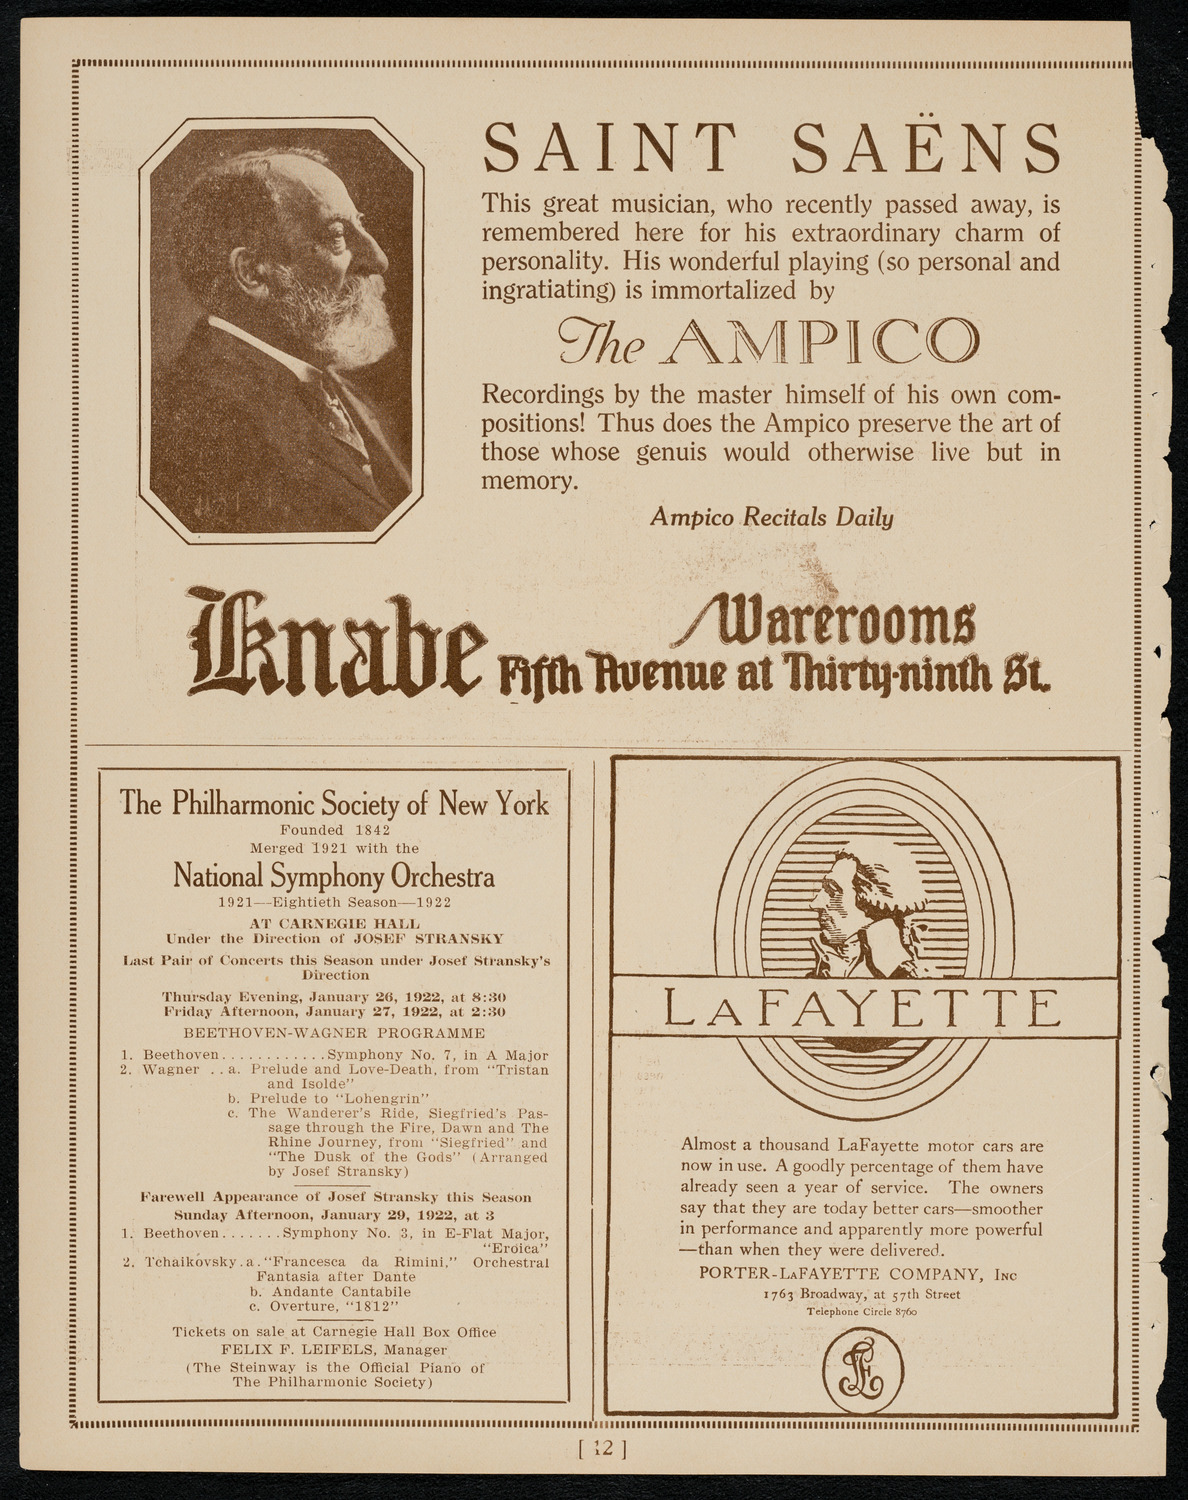 SAINT SAËNS
This great musician, who recently passed away, is
remembered here for his extraordinary charm of
personality. His wonderful playing (so personal and
ingratiating) is immortalized by
The AMPICO
Recordings by the master himself of his own com-
positions! Thus does the Ampico preserve the art of
those whose genuis would otherwise live but in
memory.
Ampico Recitals Daily
Knabe Warerooms
Fifth Avenue at Thirty-ninth St.
The Philharmonic Society of New York
Founded 1842
Merged 1921 with the
National Symphony Orchestra
1921—Eightieth Season—1922
AT CARNEGIE HALL
Under the Direction of JOSEF STRANSKY
Last Pair of Concerts this Season under Josef Stransky's
Direction
Thursday Evening, January 26, 1922, at 8:30
Friday Afternoon, January 27, 1922, at 2:30
BEETHOVEN-WAGNER PROGRAMME
1. Beethoven............Symphony No. 7, in A Major
2. Wagner ..a. Prelude and Love-Death, from "Tristan
and Isolde"
b. Prelude to "Lohengrin"
c. The Wanderer's Ride, Siegfried's Pas-
sage through the Fire, Dawn and The
Rhine Journey, from "Siegfried" and
"The Dusk of the Gods" (Arranged
by Josef Stransky)
Farewell Appearance of Josef Stransky this Season
Sunday Afternoon, January 29, 1922, at 3
1. Beethoven.......Symphony No. 3, in E-Flat Major,
"Eroica"
2. Tchaikovsky.a."Francesca da Rimini," Orchestral
Fantasia after Dante
b. Andante Cantabile
c. Overture, "1812"
Tickets on sale at Carnegie Hall Box Office
FELIX F. LEIFELS, Manager
(The Steinway is the Official Piano of
The Philharmonic Society)
LAFAYETTE
Almost a thousand LaFayette motor cars are
now in use. A goodly percentage of them have
already seen a year of service. The owners
say that they are today better cars—smoother
in performance and apparently more powerful
—than when they were delivered.
PORTER-LAFAYETTE COMPANY, INC
1763 Broadway, at 57th Street
Telephone Circle 8760
[ 12 ]